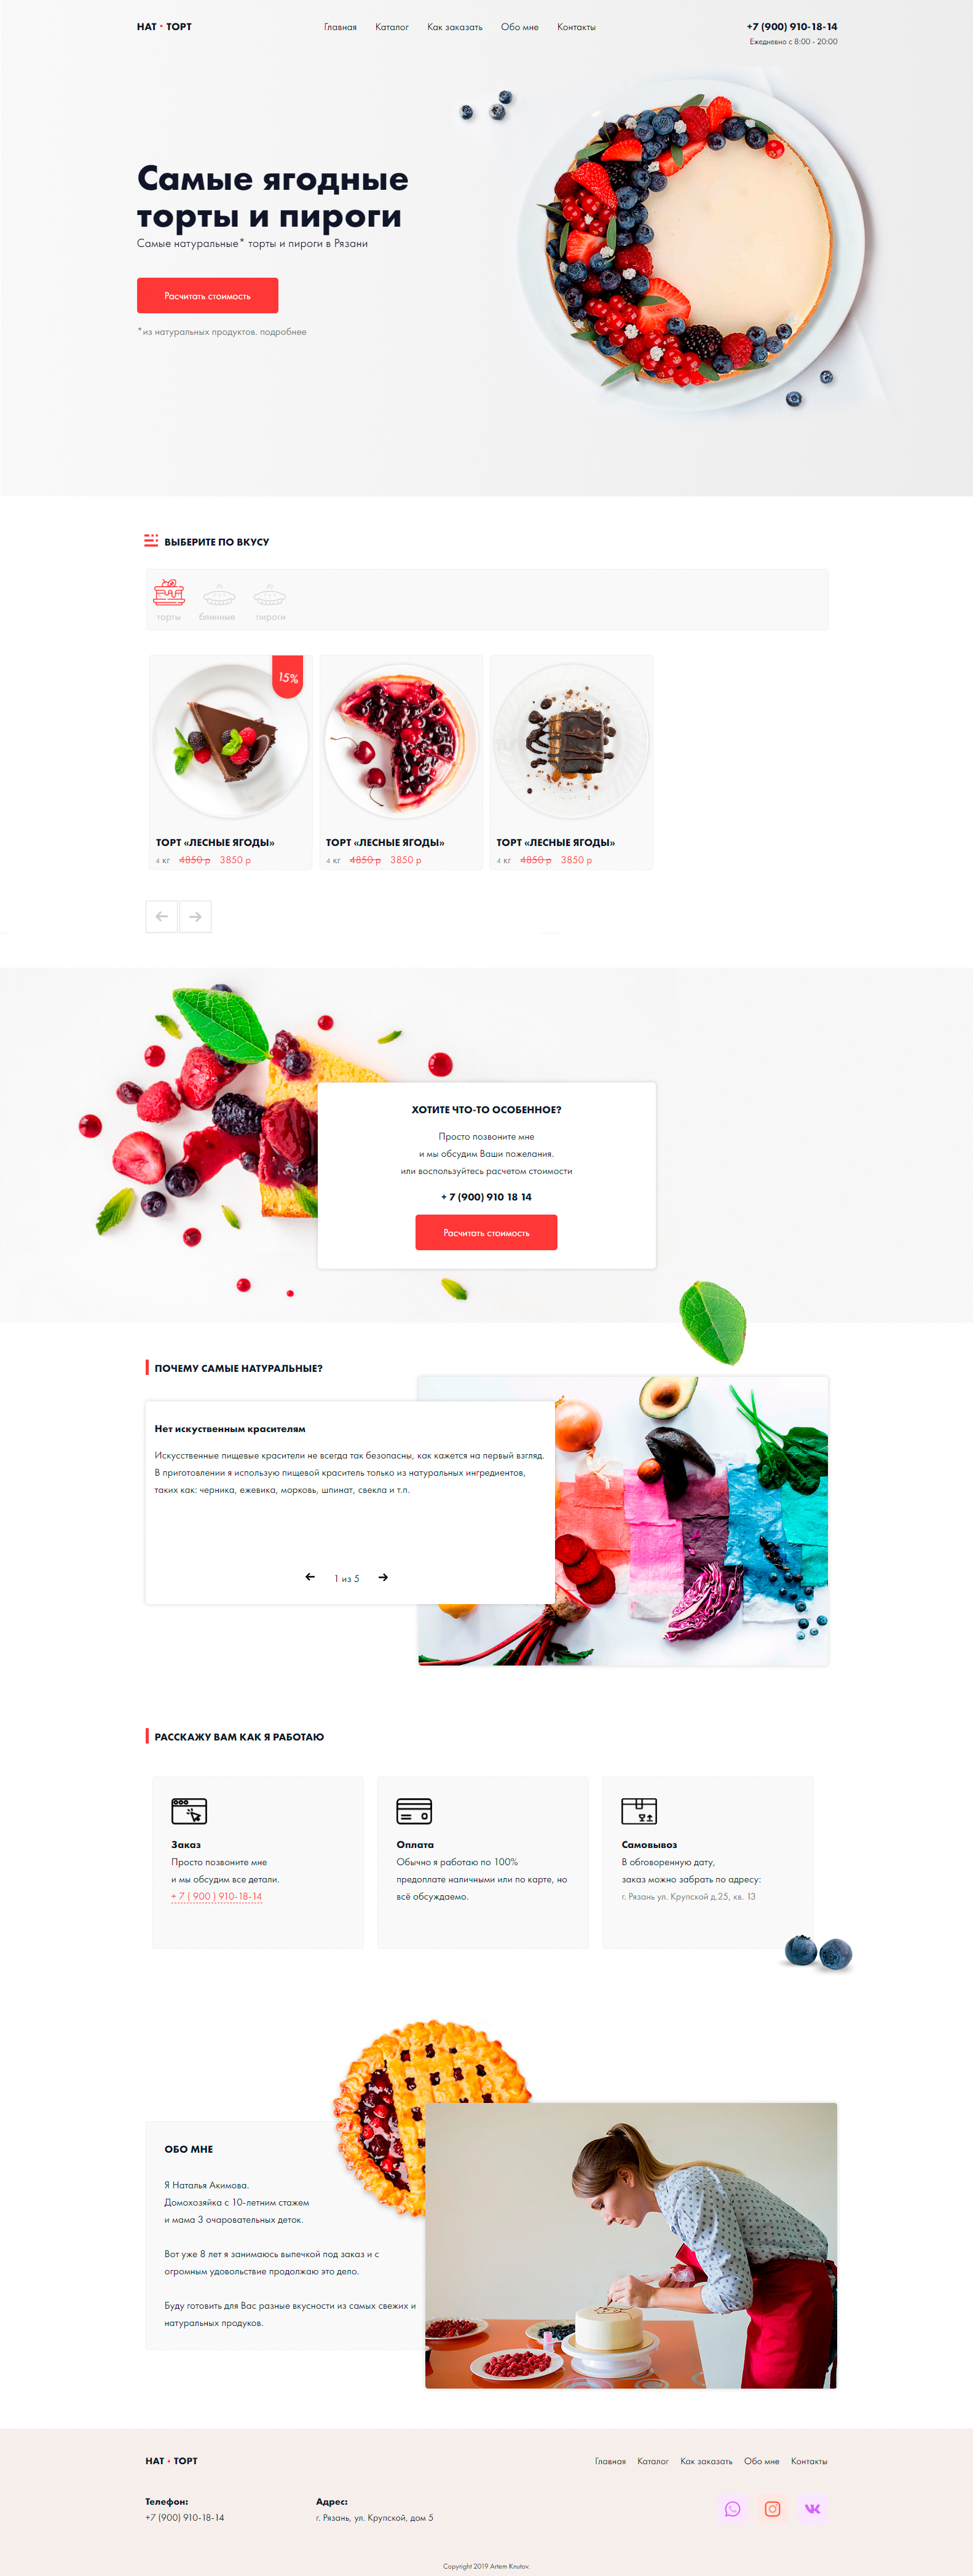 НАТ • ТОРТ
Главная Каталог Как заказать Обо мне Контакты
+7 (900) 910-18-14
Ежедневно с 8:00 - 20:00
Самые ягодные
торты и пироги
Самые натуральные* торты и пироги в Рязани
Расчитать стоимость
*из натуральных продуктов. подробнее
ВЫБЕРИТЕ ПО ВКУСУ
торты блинные пироги
15%
ТОРТ «ЛЕСНЫЕ ЯГОДЫ»
4 кг 4850 р 3850 р
ТОРТ «ЛЕСНЫЕ ЯГОДЫ»
4 кг 4850 р 3850 р
ТОРТ «ЛЕСНЫЕ ЯГОДЫ»
4 кг 4850 р 3850 р
ХОТИТЕ ЧТО-ТО ОСОБЕННОЕ?
Просто позвоните мне
и мы обсудим Ваши пожелания.
или воспользуйтесь расчетом стоимости
+ 7 (900) 910 18 14
Расчитать стоимость
ПОЧЕМУ САМЫЕ НАТУРАЛЬНЫЕ?
Нет искуственным красителям
Искусственные пищевые красители не всегда так безопасны, как кажется на первый взгляд.
В приготовлении я использую пищевой краситель только из натуральных ингредиентов,
таких как: черника, ежевика, морковь, шпинат, свекла и т.п.
1 из 5
РАССКАЖУ ВАМ КАК Я РАБОТАЮ
Заказ
Просто позвоните мне
и мы обсудим все детали.
+ 7 ( 900 ) 910-18-14
Оплата
Обычно я работаю по 100%
предоплате наличными или по карте, но
всё обсуждаемо.
Самовывоз
В обговоренную дату,
заказ можно забрать по адресу:
г. Рязань ул. Крупской д.25, кв. 13
ОБО МНЕ
Я Наталья Акимова.
Домохозяйка с 10-летним стажем
и мама 3 очаровательных деток.
Вот уже 8 лет я занимаюсь выпечкой под заказ и с
огромным удовольствие продолжаю это дело.
Буду готовить для Вас разные вкусности из самых свежих и
натуральных продуков.
НАТ • ТОРТ
Главная Каталог Как заказать Обо мне Контакты
Телефон:
+7 (900) 910-18-14
Адрес:
г. Рязань, ул. Крупской, дом 5
Copyright 2019 Artem Knutov.